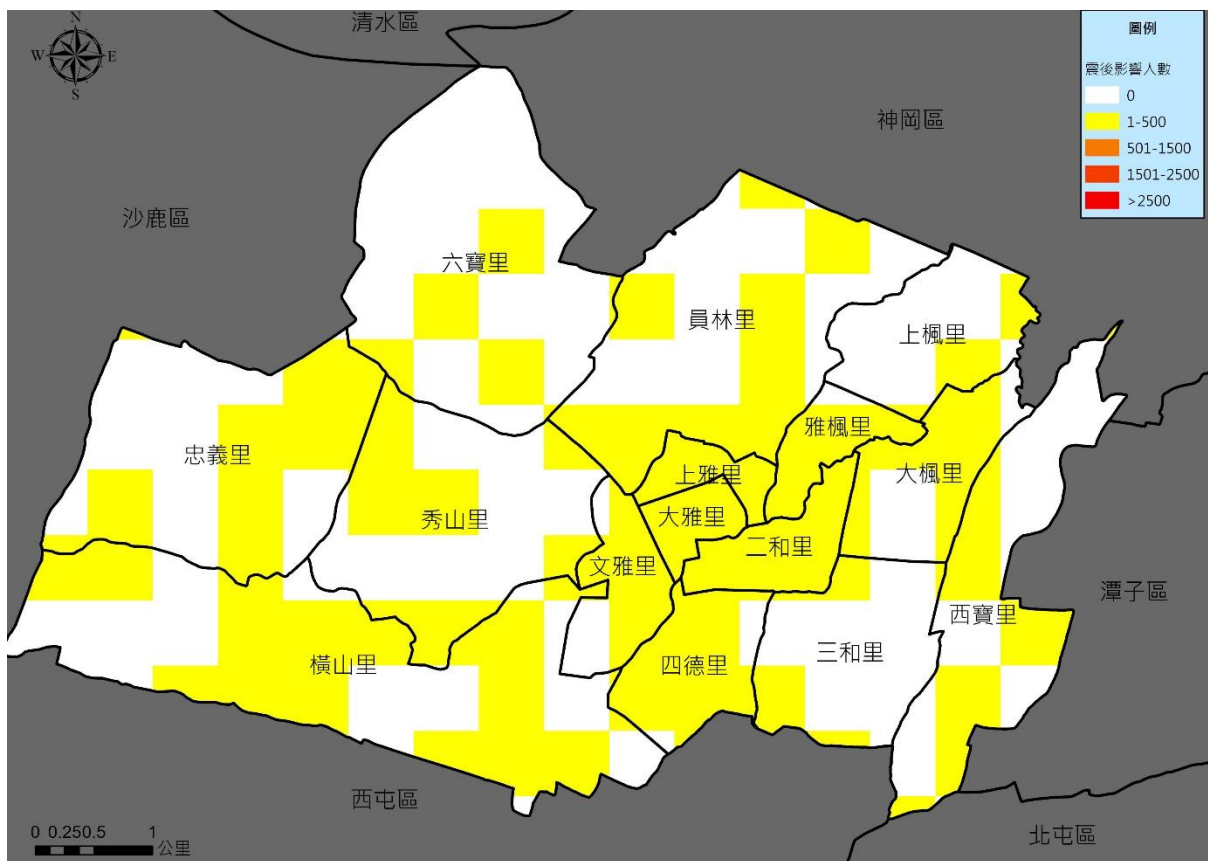 清水區
N
W
E
S
圖例
震後影響人數
0
1-500
501-1500
1501-2500
>2500
神岡區
沙鹿區
六寶里
員林里
上楓里
忠義里
雅楓里
上雅里
大楓里
大雅里
秀山里
二和里
文雅里
潭子區
西寶里
三和里
四德里
橫山里
西屯區
北屯區
0 0.250.5 1
公里